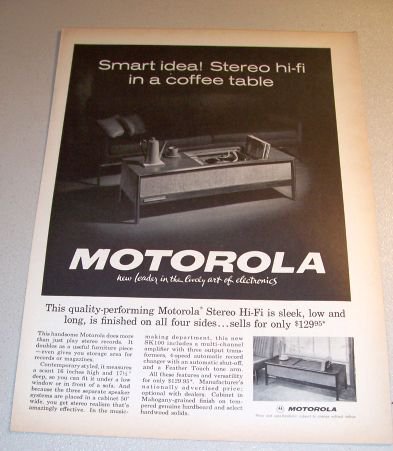 Smart idea! Stereo hi-fi
in a coffee table
MOTOROLA
new leader in the lively art of electronics
This quality-performing Motorola® Stereo Hi-Fi is sleek, low and
long, is finished on all four sides...sells for only $129⁹⁵*
This handsome Motorola does more
than just play stereo records. It
doubles as a useful furniture piece
—even gives you storage area for
records or magazines.
Contemporary styled, it measures
a scant 16 inches high and 17½"
deep, so you can fit it under a low
window or in front of a sofa. And
because the three separate speaker
systems are placed in a cabinet 50"
wide, you get stereo realism that's
amazingly effective. In the music-
making department, this new
SK100 includes a multi-channel
amplifier with three output trans-
formers, 4-speed automatic record
changer with an automatic shut-off,
and a Feather Touch tone arm.
All these features and versatility
for only $129.95*. Manufacturer's
nationally advertised price;
optional with dealers. Cabinet in
Mahogany-grained finish on tem-
pered genuine hardboard and select
hardwood solids.
MOTOROLA